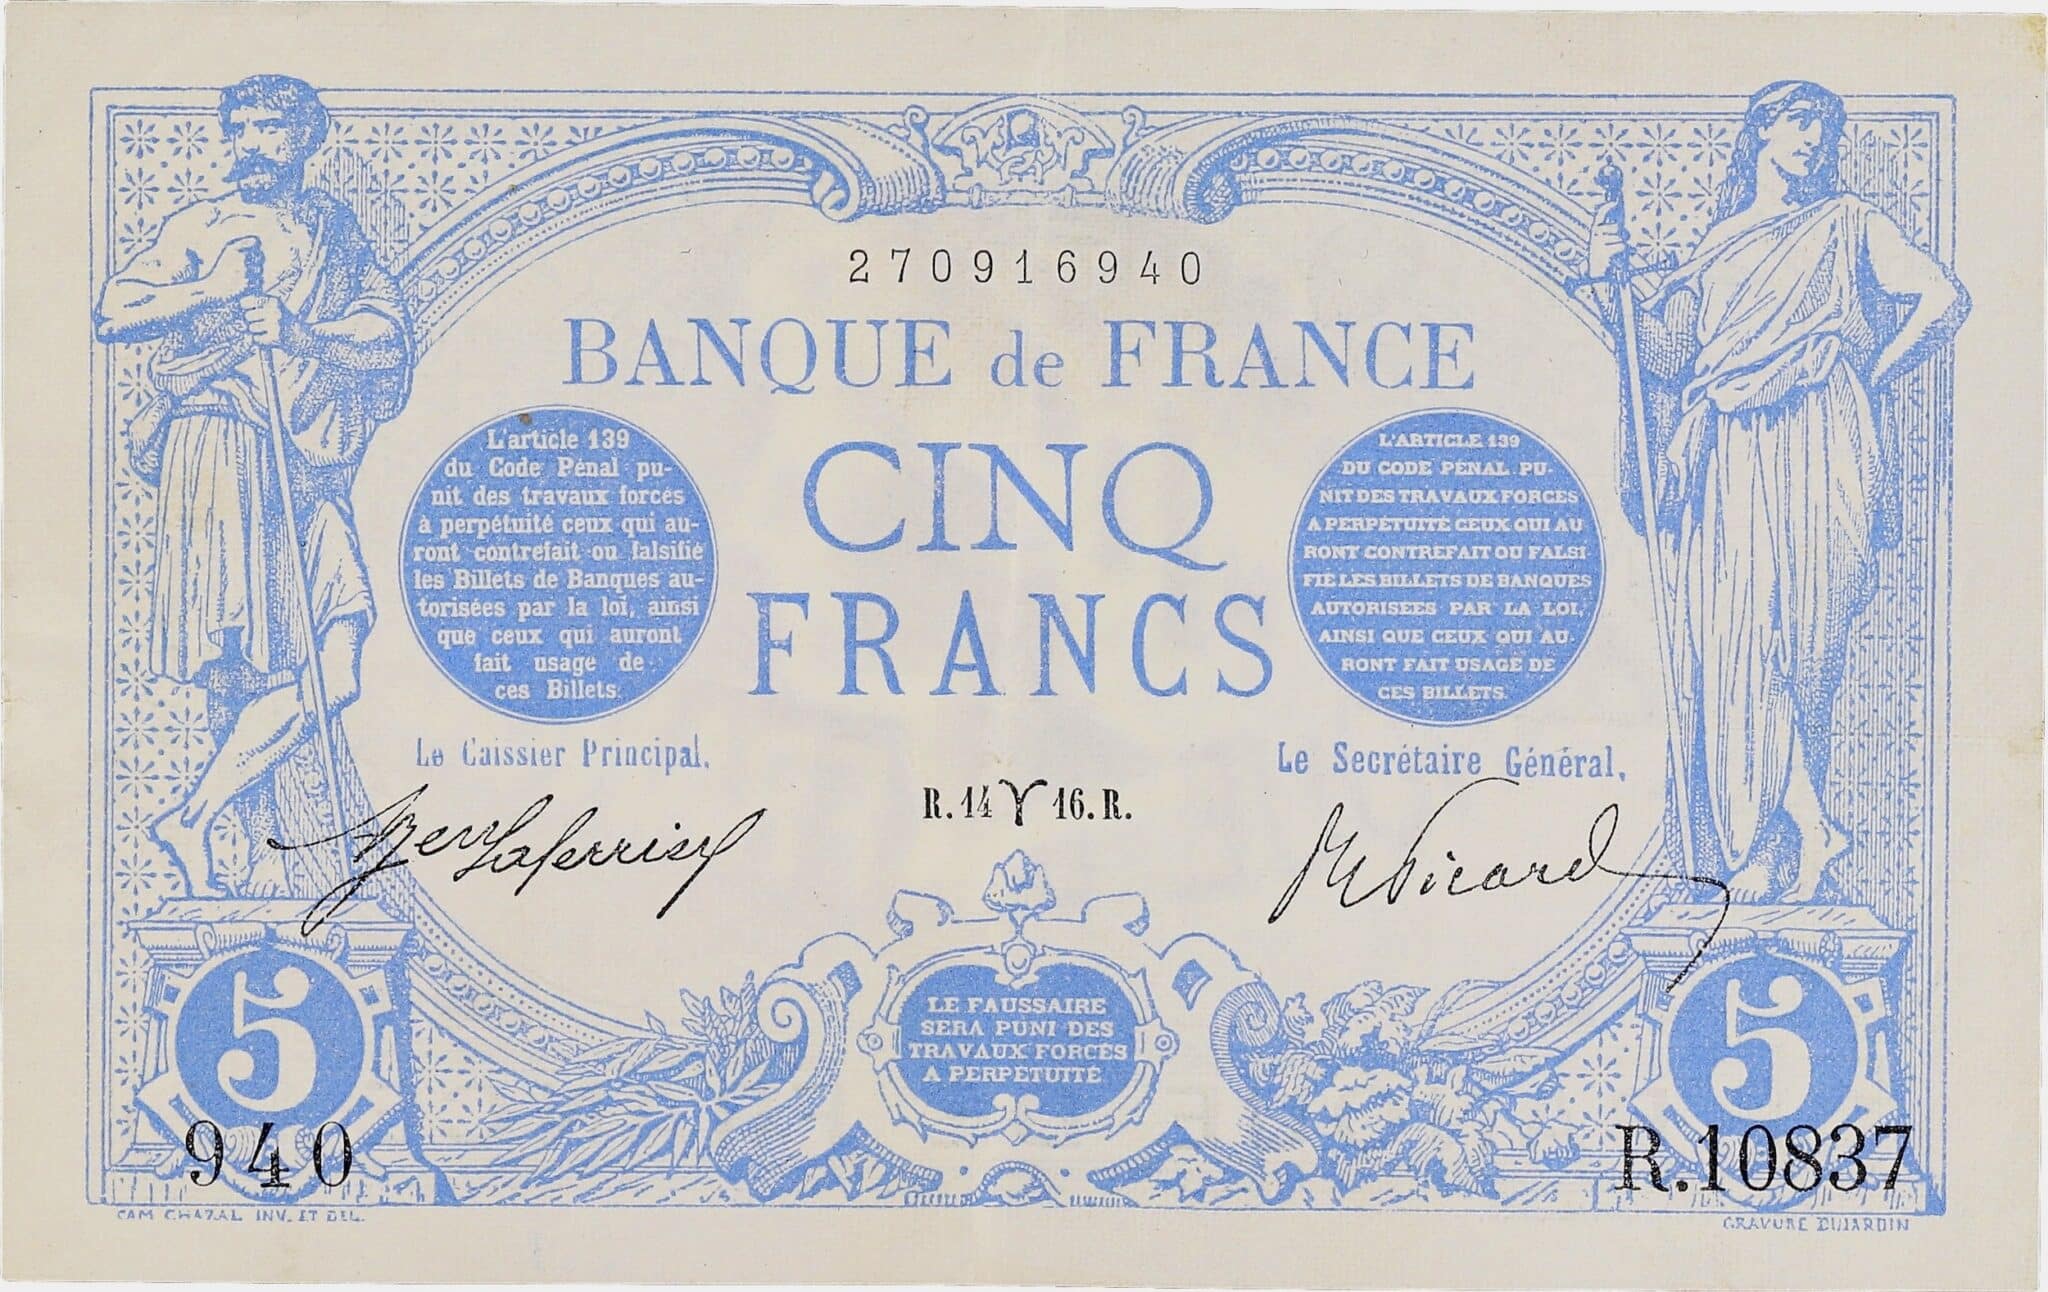 270916940
BANQUE de FRANCE
CINQ
FRANCS
L'article 139
du Code Pénal pu-
nit des travaux forcés
à perpétuité ceux qui au-
ront contrefait ou falsifié
les Billets de Banques au-
torisées par la loi, ainsi
que ceux qui auront
fait usage de
ces Billets.
L'ARTICLE 139
DU CODE PÉNAL PU-
NIT DES TRAVAUX FORCÉS
A PERPÉTUITÉ CEUX QUI AU
RONT CONTREFAIT OU FALSI
FIÉ LES BILLETS DE BANQUES
AUTORISÉES PAR LA LOI,
AINSI QUE CEUX QUI AU-
RONT FAIT USAGE DE
CES BILLETS.
Le Caissier Principal,
Le Secrétaire Général,
R.14 ♈ 16.R.
Picard
LE FAUSSAIRE
SERA PUNI DES
TRAVAUX FORCÉS
A PERPÉTUITÉ
5
5
940
R.10837
CAM CHAZAL INV. ET DEL.
GRAVURE DUJARDIN